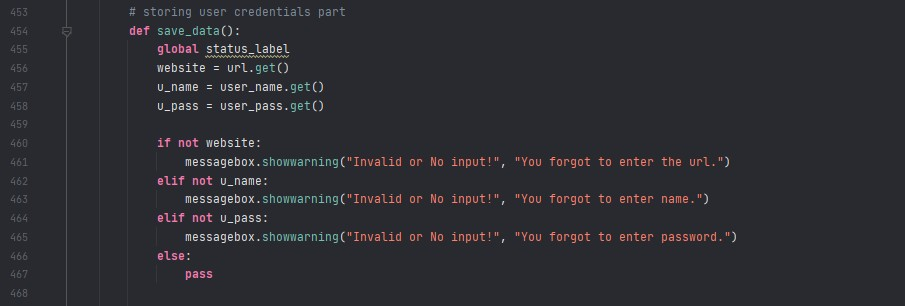 453 # storing user credentials part
454 def save_data():
455 global status_label
456 website = url.get()
457 u_name = user_name.get()
458 u_pass = user_pass.get()
459
460 if not website:
461 messagebox.showwarning("Invalid or No input!", "You forgot to enter the url.")
462 elif not u_name:
463 messagebox.showwarning("Invalid or No input!", "You forgot to enter name.")
464 elif not u_pass:
465 messagebox.showwarning("Invalid or No input!", "You forgot to enter password.")
466 else:
467 pass
468